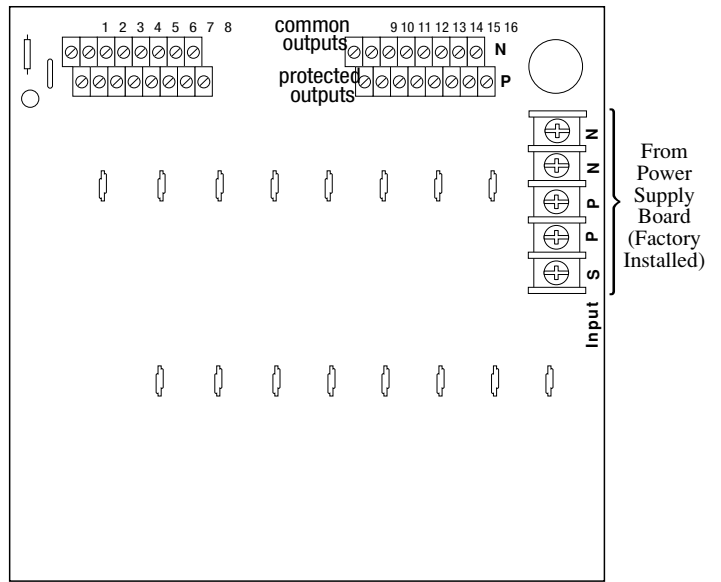 1 2 3 4 5 6 7 8
common
outputs
9 10 11 12 13 14 15 16
N
protected
outputs
P
N
N
P
P
S
Input
From
Power
Supply
Board
(Factory
Installed)